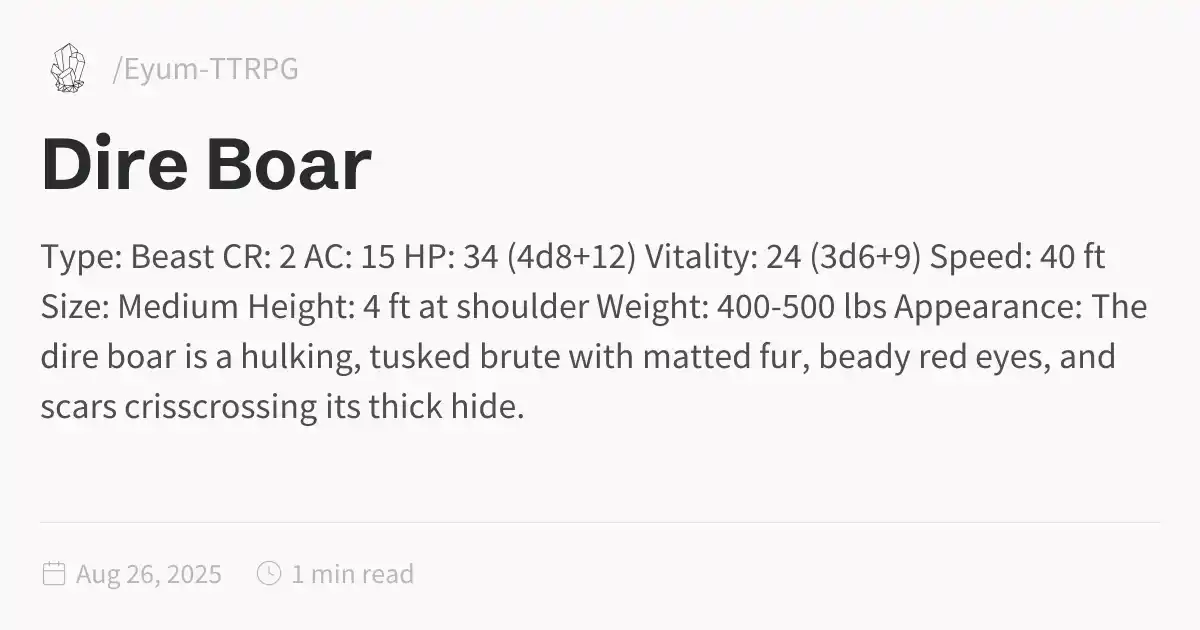 /Eyum-TTRPG
Dire Boar
Type: Beast CR: 2 AC: 15 HP: 34 (4d8+12) Vitality: 24 (3d6+9) Speed: 40 ft
Size: Medium Height: 4 ft at shoulder Weight: 400-500 lbs Appearance: The
dire boar is a hulking, tusked brute with matted fur, beady red eyes, and
scars crisscrossing its thick hide.
Aug 26, 2025 1 min read